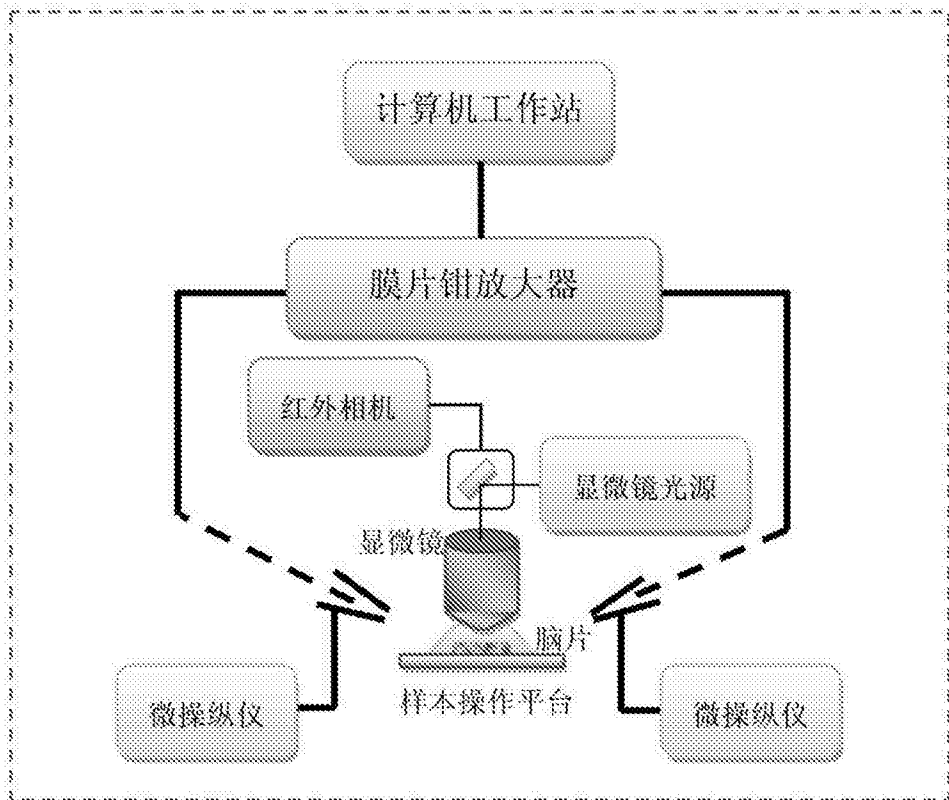 计算机工作站
膜片钳放大器
红外相机
显微镜光源
显微镜
脑片
样本操作平台
微操纵仪
微操纵仪